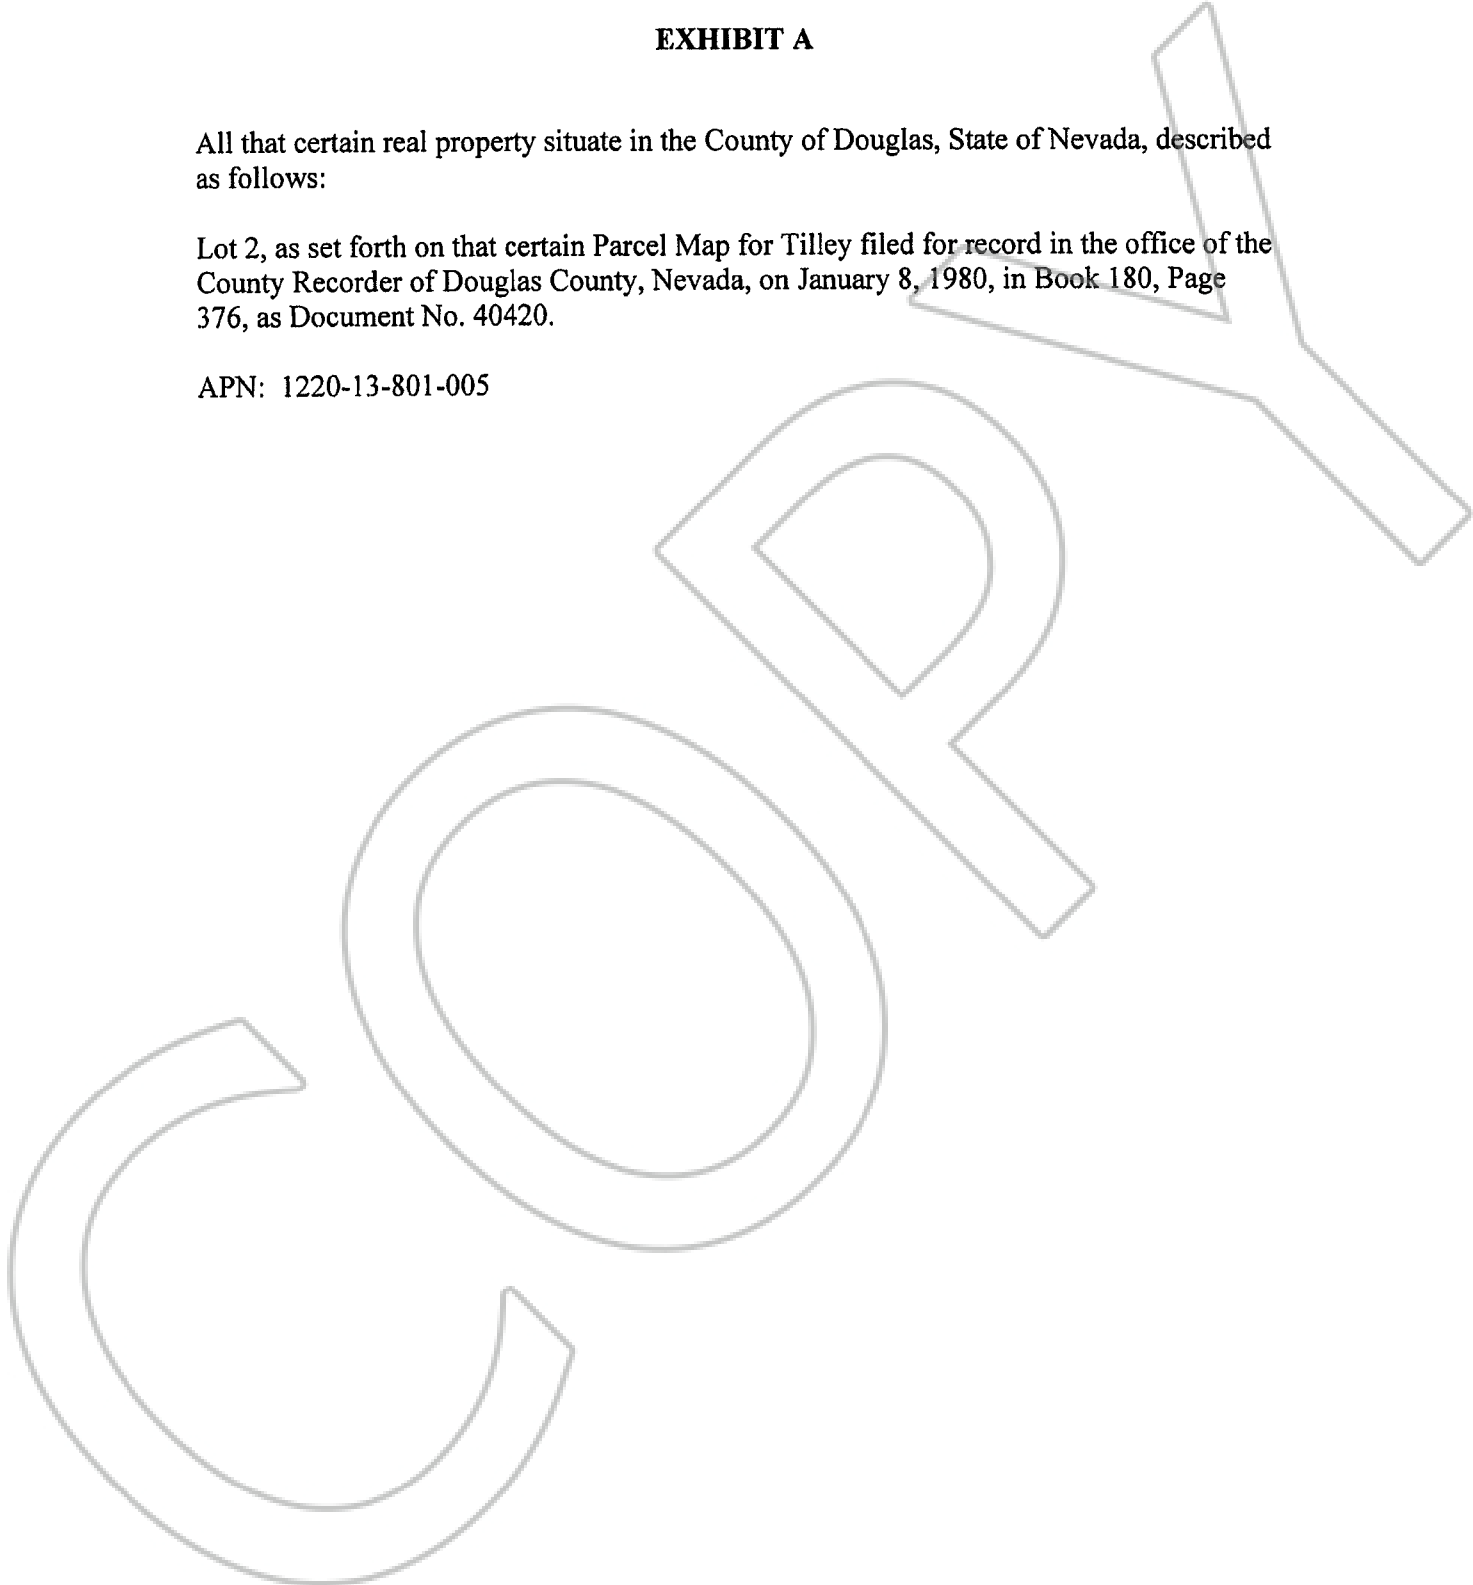 EXHIBIT A
All that certain real property situate in the County of Douglas, State of Nevada, described
as follows:
Lot 2, as set forth on that certain Parcel Map for Tilley filed for record in the office of the
County Recorder of Douglas County, Nevada, on January 8, 1980, in Book 180, Page
376, as Document No. 40420.
APN: 1220-13-801-005
COPY